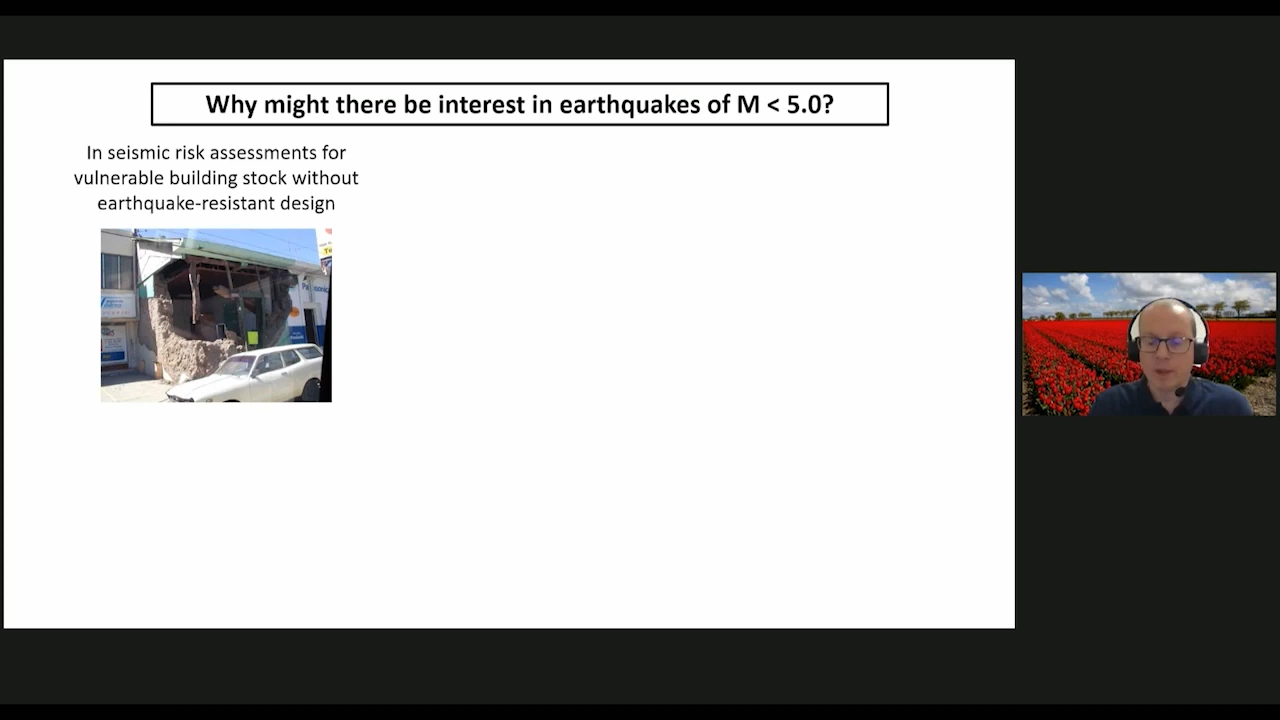 Why might there be interest in earthquakes of M < 5.0?
In seismic risk assessments for
vulnerable building stock without
earthquake-resistant design